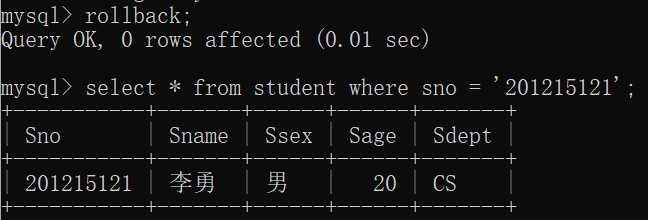 mysql> rollback;
Query OK, 0 rows affected (0.01 sec)
mysql> select * from student where sno = '201215121';
+-----------+-------+------+------+-------+
| Sno       | Sname | Ssex | Sage | Sdept |
+-----------+-------+------+------+-------+
| 201215121 | 李勇  | 男   |   20 | CS    |
+-----------+-------+------+------+-------+